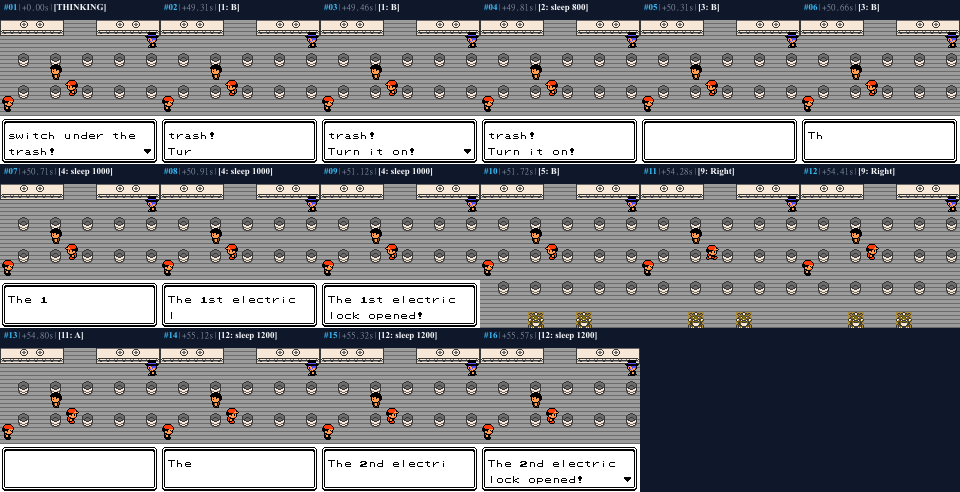 #01|+0.00s|[THINKING]
switch under the
trash!
#02|+49.31s|[1: B]
trash!
Tur
#03|+49.46s|[1: B]
trash!
Turn it on!
#04|+49.81s|[2: sleep 800]
trash!
Turn it on!
#05|+50.31s|[3: B]
#06|+50.66s|[3: B]
Th
#07|+50.71s|[4: sleep 1000]
The 1
#08|+50.91s|[4: sleep 1000]
The 1st electric
l
#09|+51.12s|[4: sleep 1000]
The 1st electric
lock opened!
#10|+51.72s|[5: B]
#11|+54.28s|[9: Right]
#12|+54.41s|[9: Right]
#13|+54.80s|[11: A]
#14|+55.12s|[12: sleep 1200]
The
#15|+55.32s|[12: sleep 1200]
The 2nd electri
#16|+55.57s|[12: sleep 1200]
The 2nd electric
lock opened!